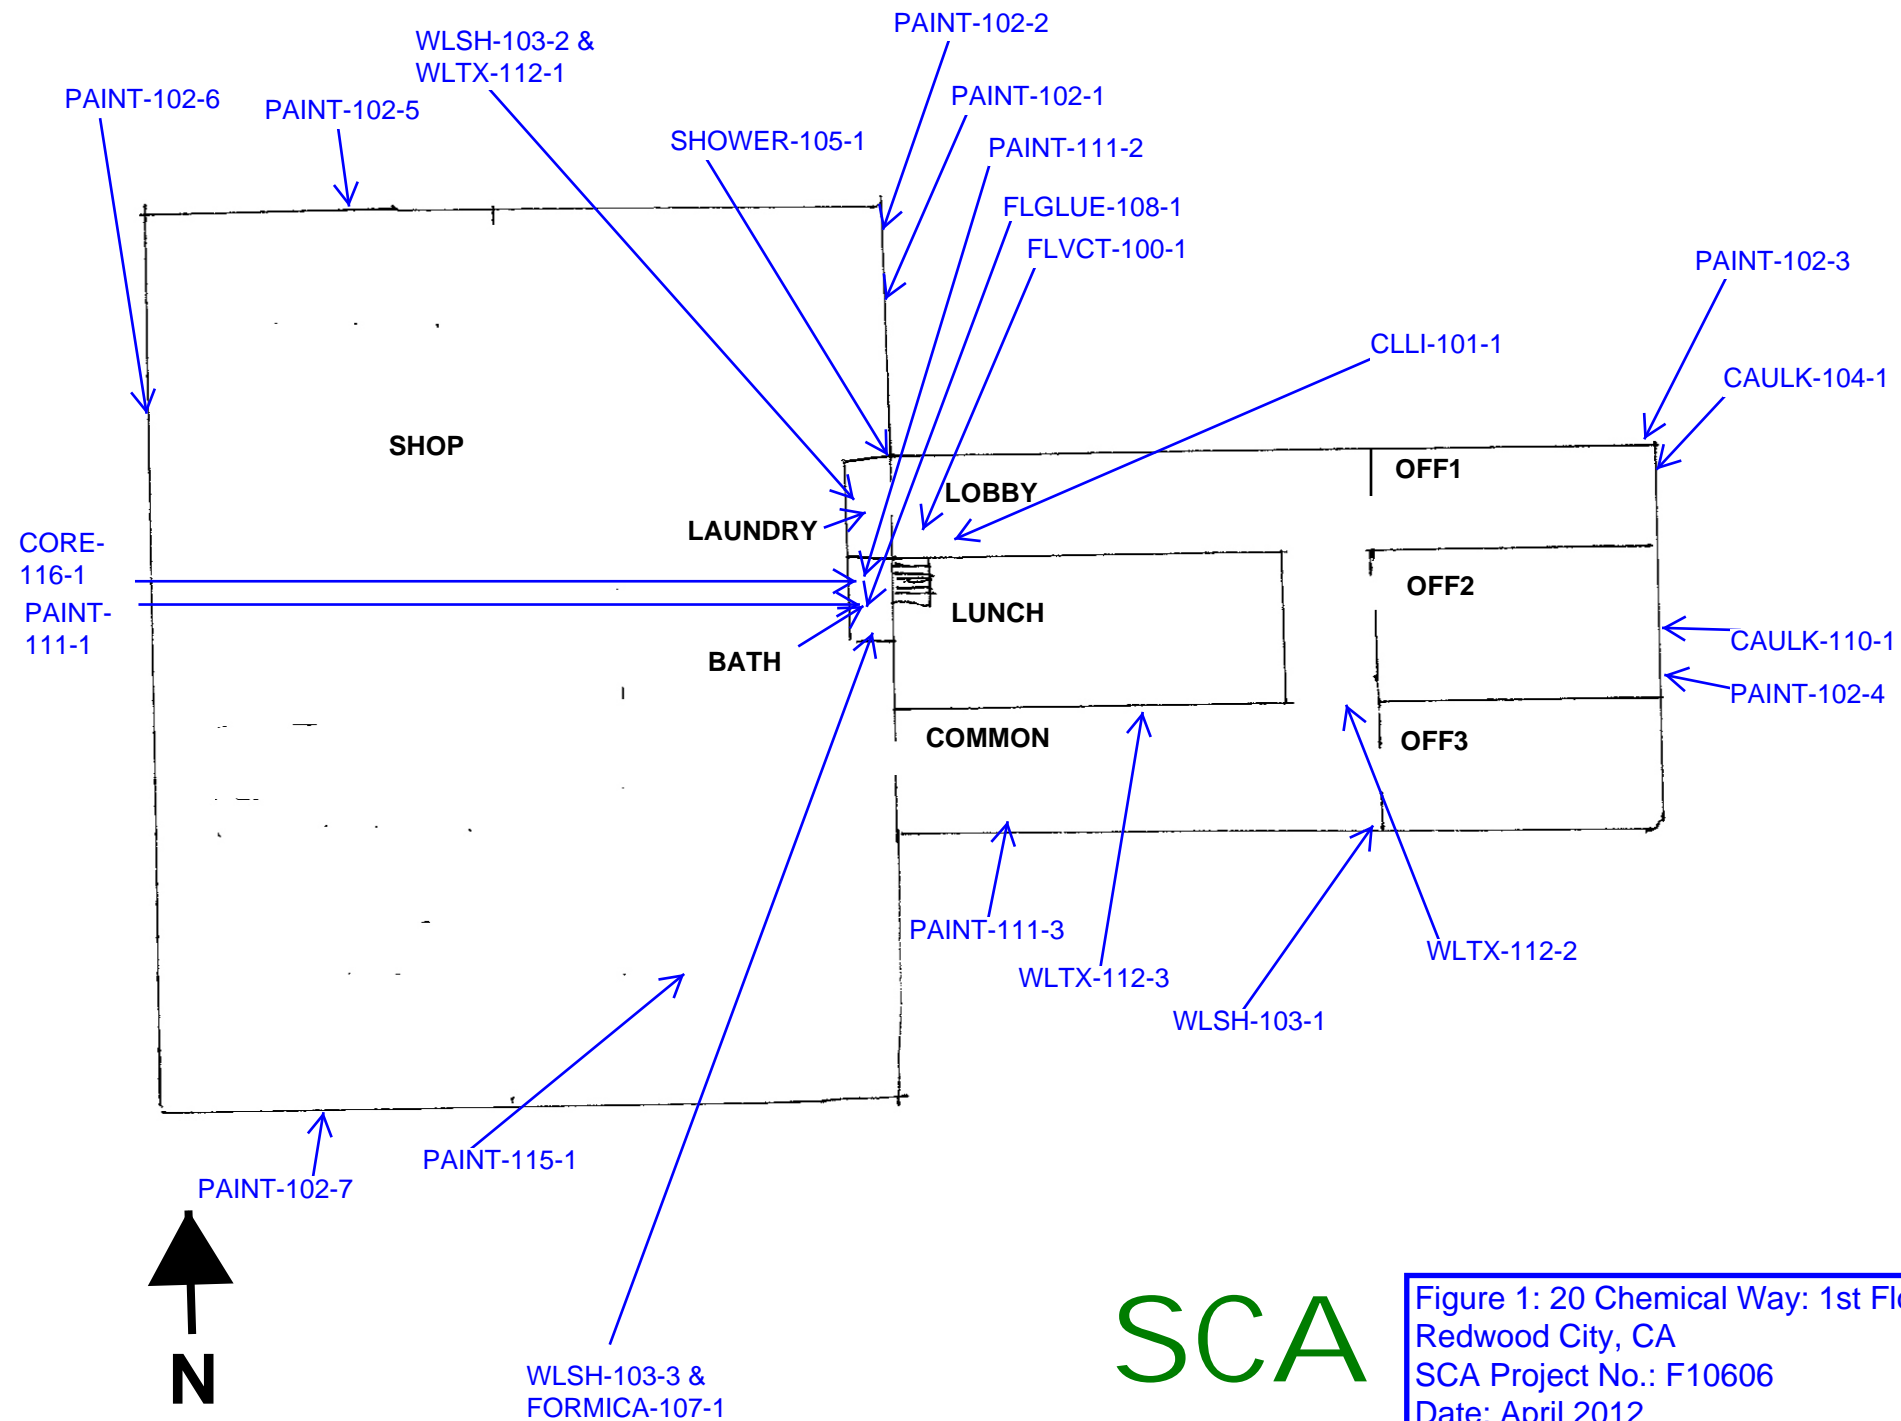 PAINT-102-2
WLSH-103-2 &
WLTX-112-1
PAINT-102-6
PAINT-102-5
PAINT-102-1
SHOWER-105-1
PAINT-111-2
FLGLUE-108-1
FLVCT-100-1
PAINT-102-3
CLLI-101-1
CAULK-104-1
SHOP
OFF1
LOBBY
LAUNDRY
CORE-
116-1
PAINT-
111-1
OFF2
LUNCH
BATH
CAULK-110-1
PAINT-102-4
COMMON
OFF3
PAINT-111-3
WLTX-112-3
WLTX-112-2
WLSH-103-1
PAINT-115-1
PAINT-102-7
N
WLSH-103-3 &
FORMICA-107-1
SCA
Figure 1: 20 Chemical Way: 1st
Redwood City, CA
SCA Project No.: F10606
Date: April 2012